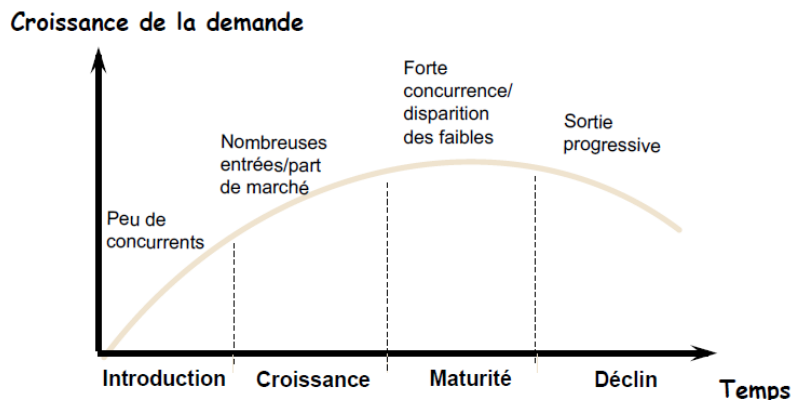 Croissance de la demande
Forte
concurrence/
disparition
des faibles
Sortie
progressive
Nombreuses
entrées/part
de marché
Peu de
concurrents
Introduction
Croissance
Maturité
Déclin
Temps